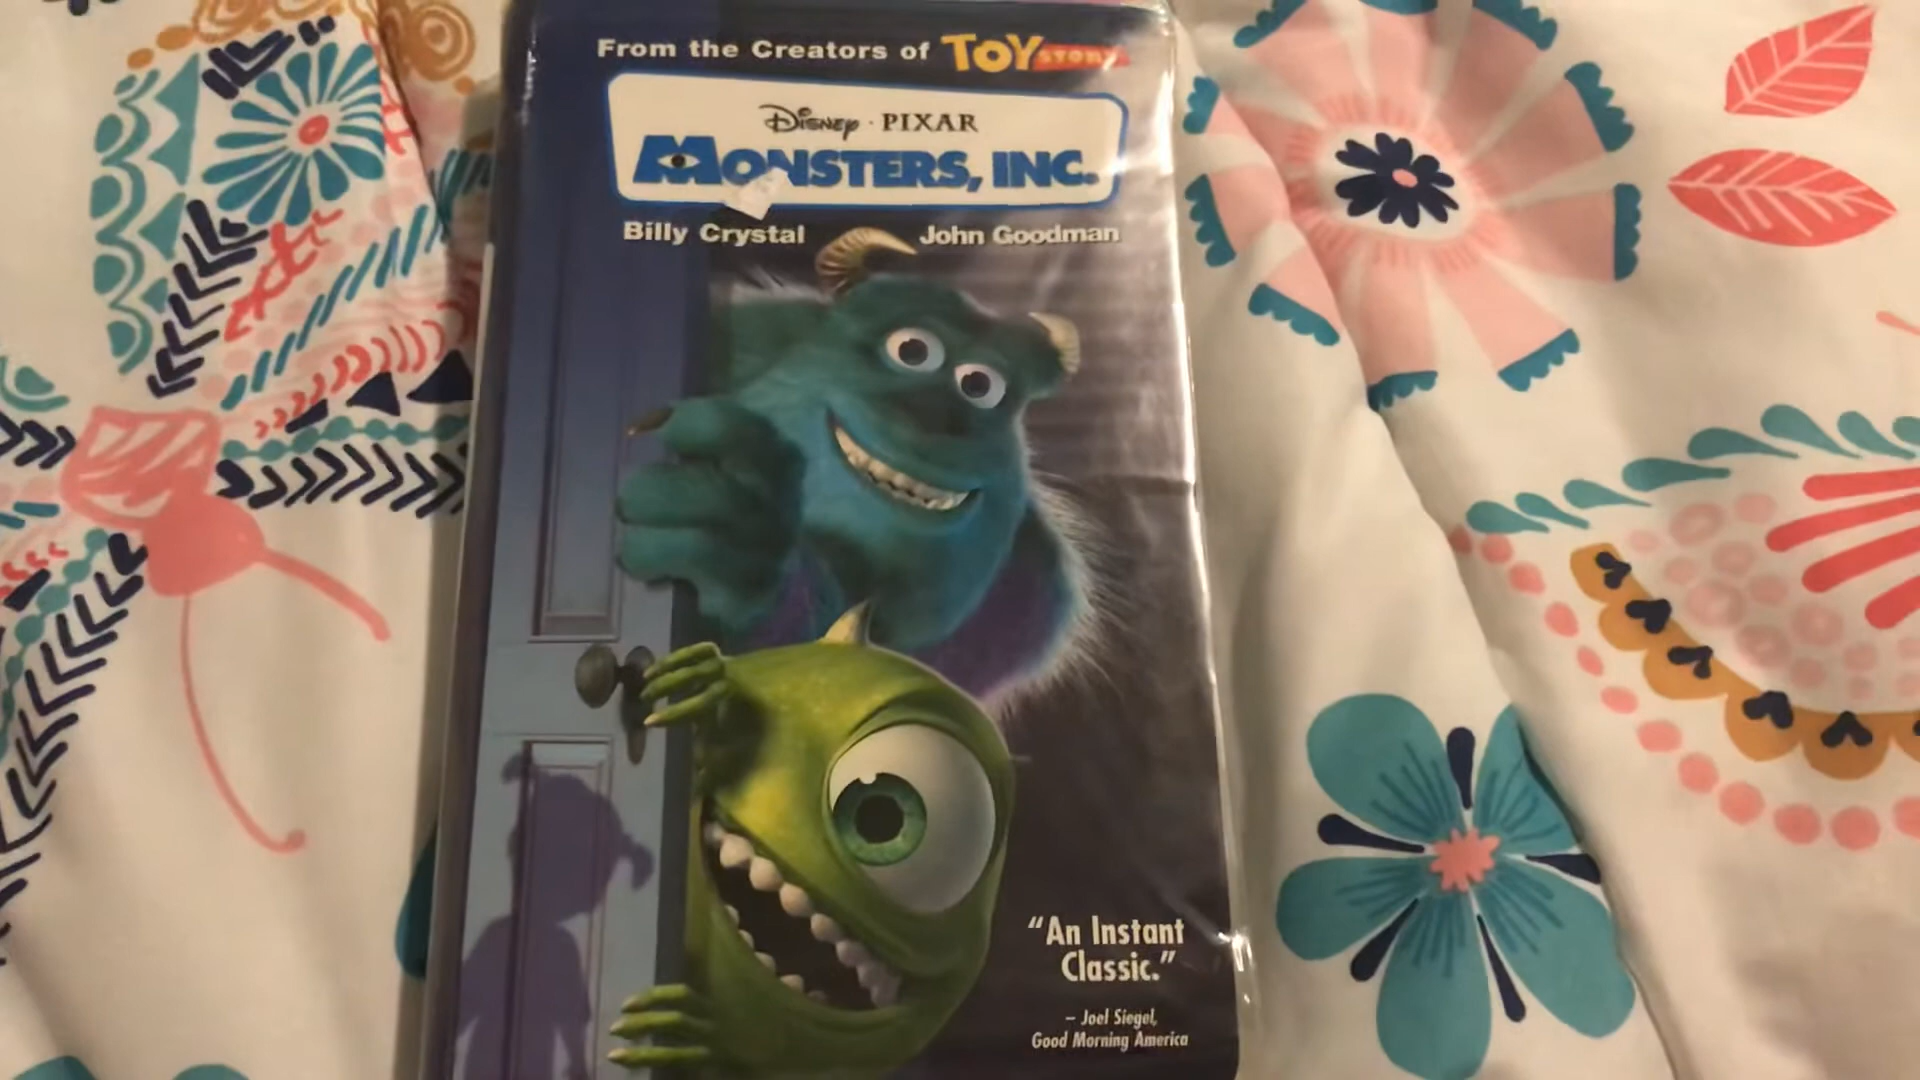 From the Creators of TOY STORY
Disney · PIXAR
MONSTERS, INC.
Billy Crystal John Goodman
“An Instant
Classic.”
– Joel Siegel,
Good Morning America